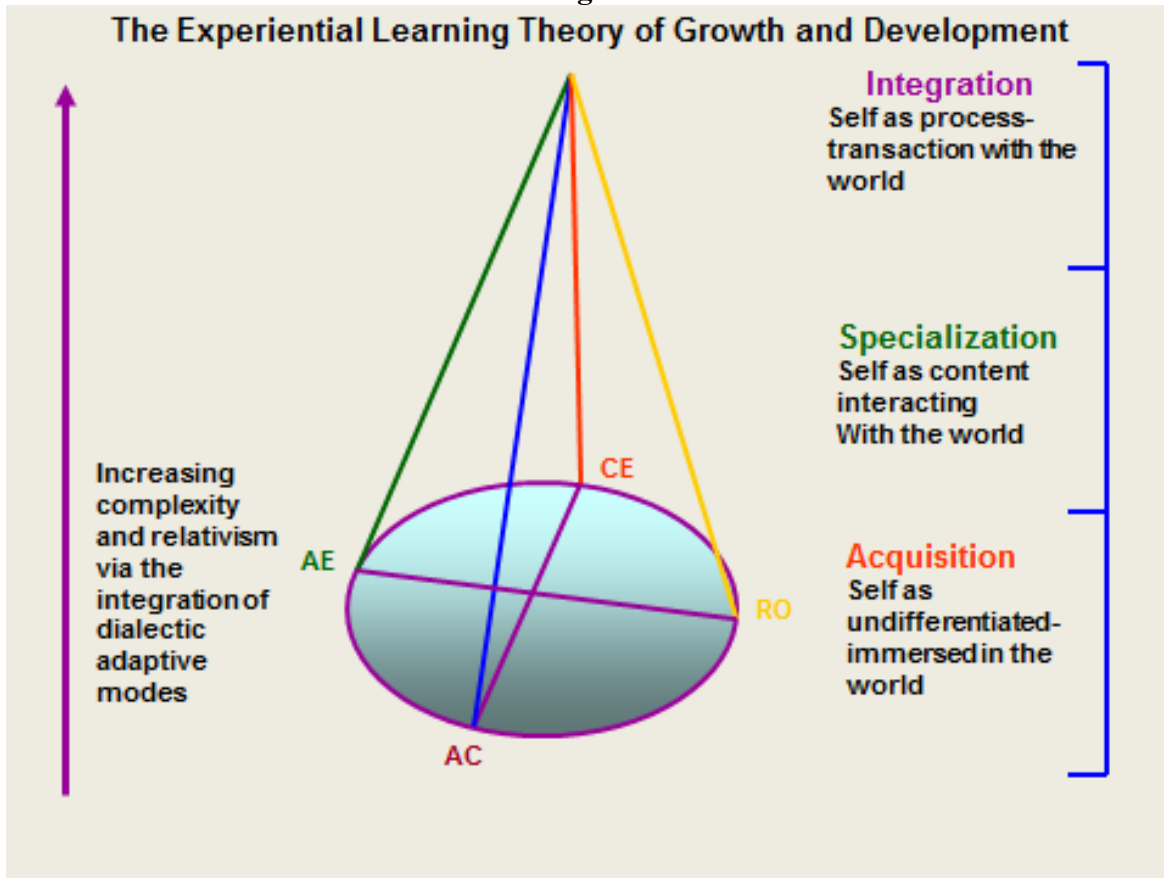 The Experiential Learning Theory of Growth and Development
Integration
Self as process-
transaction with the
world
Specialization
Self as content
interacting
With the world
Increasing
complexity
and relativism
via the
integration of
dialectic
adaptive
modes
CE
AE
RO
AC
Acquisition
Self as
undifferentiated-
immersed in the
world